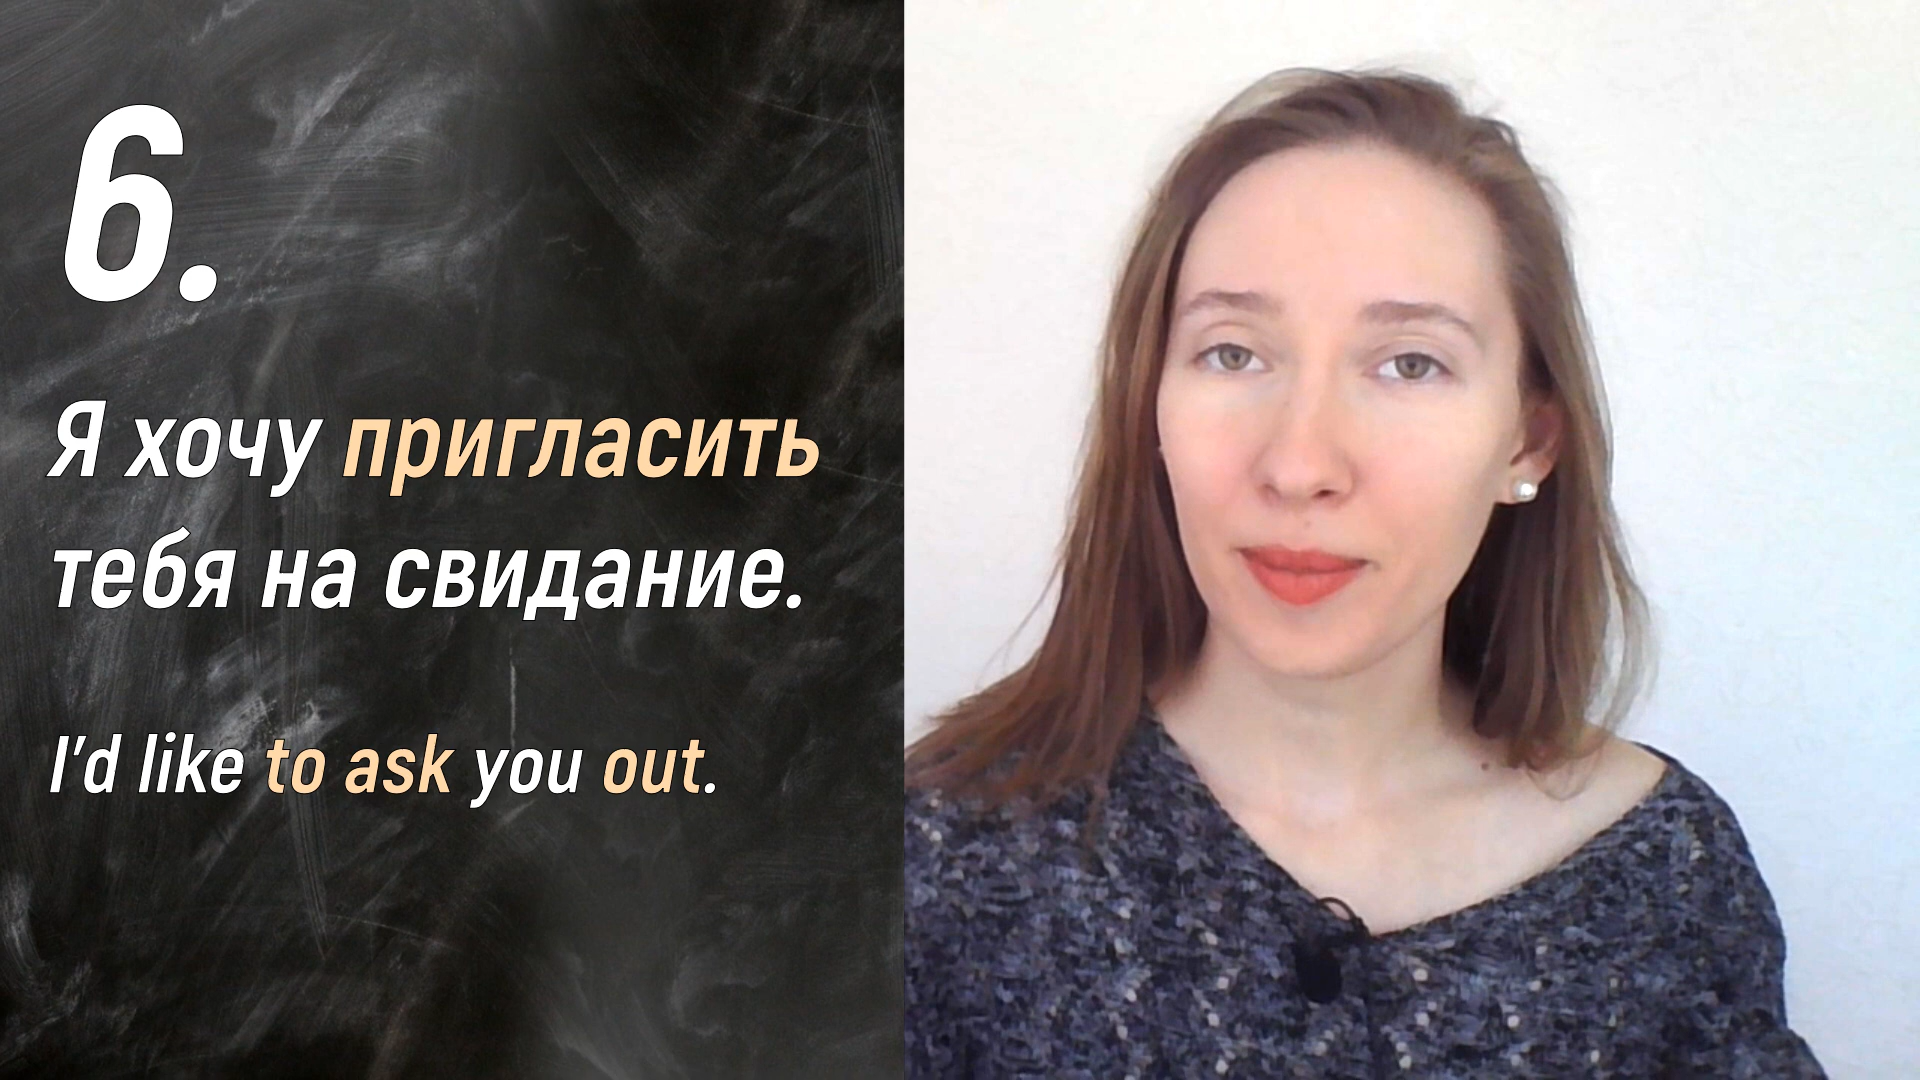 6.
Я хочу пригласить
тебя на свидание.
I'd like to ask you out.